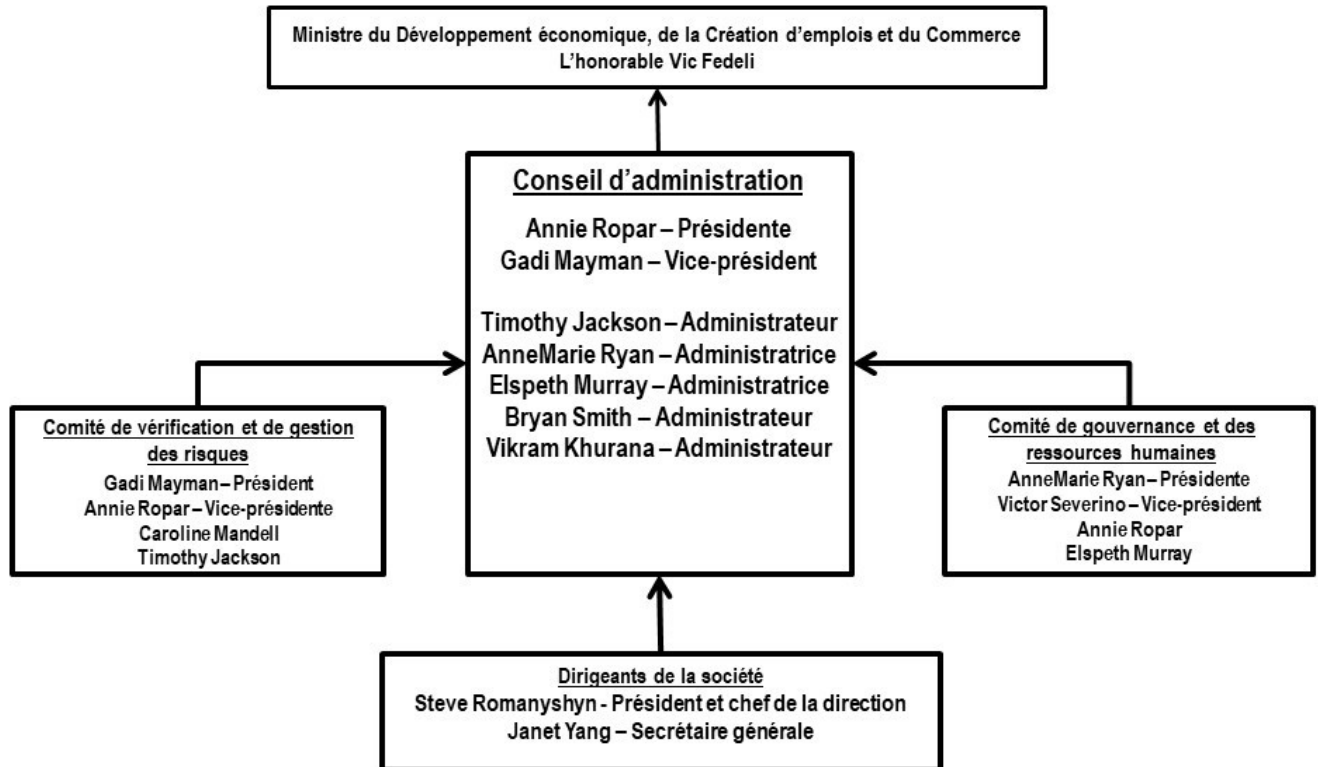 Ministre du Développement économique, de la Création d'emplois et du Commerce
L'honorable Vic Fedeli
Conseil d'administration
Annie Ropar – Présidente
Gadi Mayman – Vice-président
Timothy Jackson – Administrateur
AnneMarie Ryan – Administratrice
Elspeth Murray – Administratrice
Bryan Smith – Administrateur
Vikram Khurana – Administrateur
Comité de vérification et de gestion
des risques
Gadi Mayman – Président
Annie Ropar – Vice-présidente
Caroline Mandell
Timothy Jackson
Comité de gouvernance et des
ressources humaines
AnneMarie Ryan – Présidente
Victor Severino – Vice-président
Annie Ropar
Elspeth Murray
Dirigeants de la société
Steve Romanyshyn - Président et chef de la direction
Janet Yang – Secrétaire générale